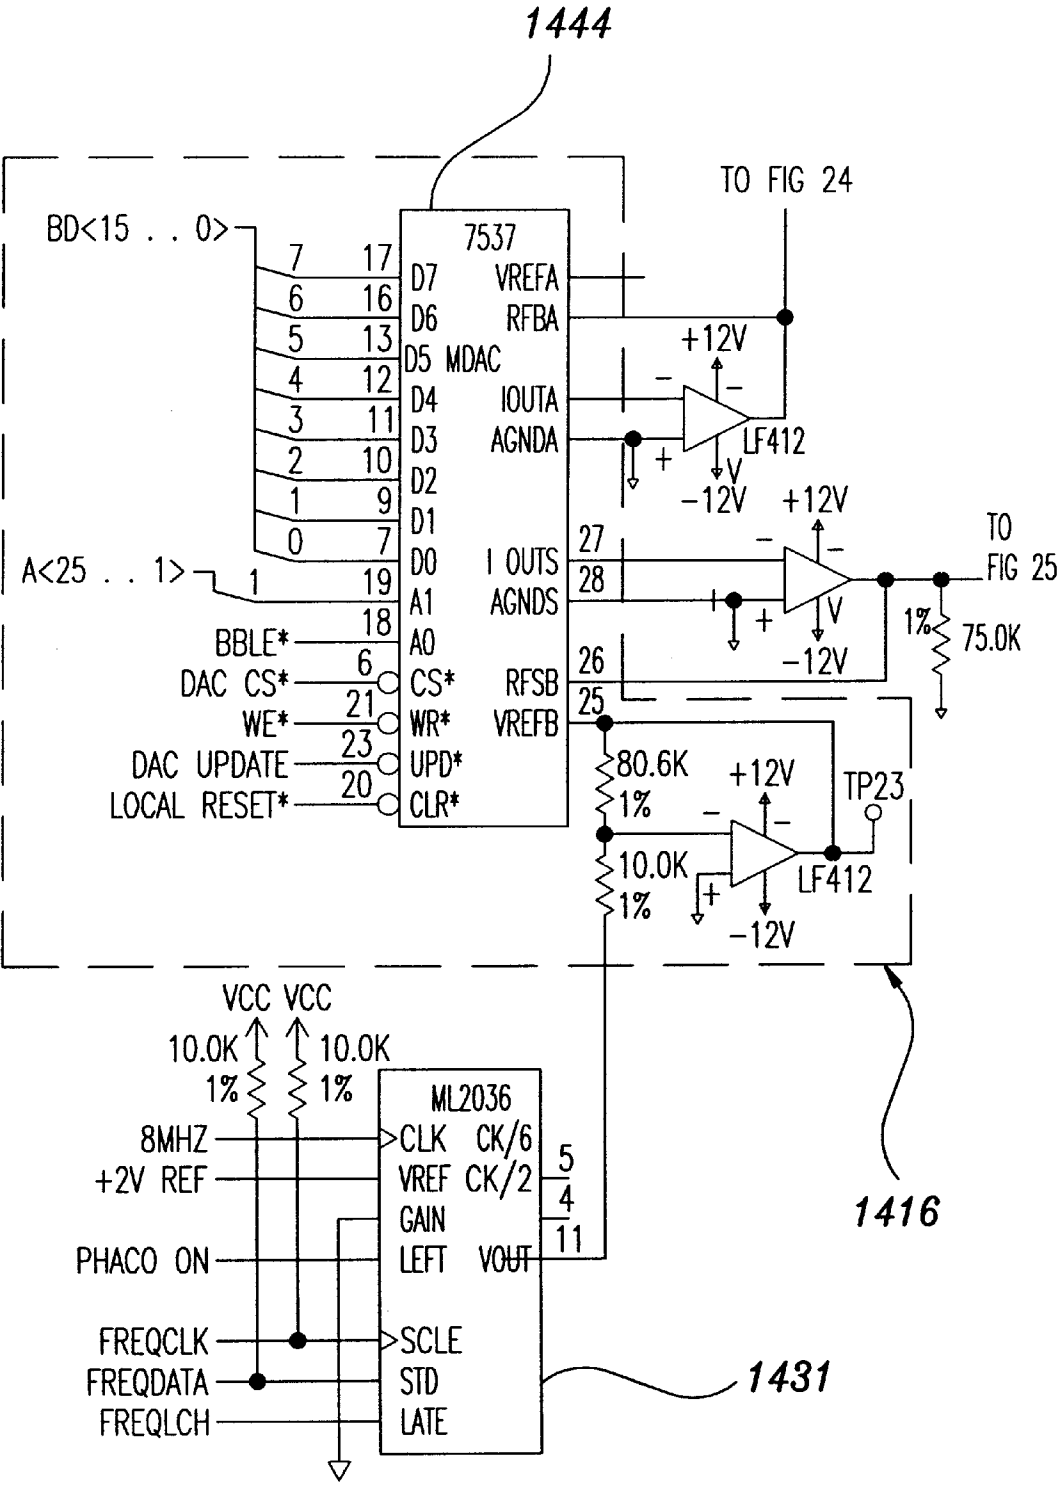 1444
TO FIG 24
BD<15 . . 0>
7537
7 17 D7 VREFA
6 16 D6 RFBA
5 13 D5 MDAC
+12V
4 12 D4 IOUTA
- -
3 11 D3 AGNDA
+ V LF412
-12V
2 10 D2
1 9 D1
+12V
TO
FIG 25
0 7 D0 I OUTS 27
- -
A<25 . . 1>
1 19 A1 AGNDS 28
+ V
-12V
1%
75.0K
BBLE* 18 A0
DAC CS* 6 CS* RFSB 26
WE* 21 WR* VREFB 25
DAC UPDATE 23 UPD*
80.6K
1%
+12V
TP23
LOCAL RESET* 20 CLR*
- -
10.0K
1%
+
LF412
-12V
VCC VCC
10.0K 10.0K
1% 1%
ML2036
8MHZ CLK CK/6
+2V REF VREF CK/2 5
GAIN 4
1416
PHACO ON LEFT VOUT 11
FREQCLK SCLE
FREQDATA STD
1431
FREQLCH LATE